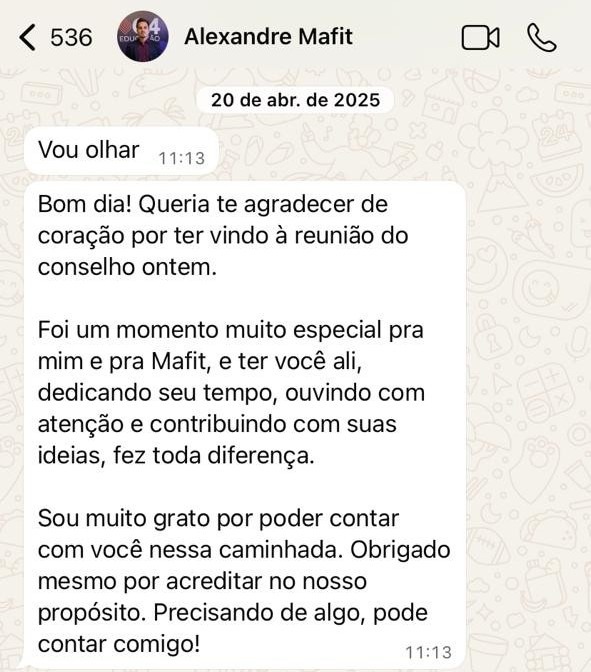 536
Alexandre Mafit
20 de abr. de 2025
Vou olhar 11:13
Bom dia! Queria te agradecer de
coração por ter vindo à reunião do
conselho ontem.
Foi um momento muito especial pra
mim e pra Mafit, e ter você ali,
dedicando seu tempo, ouvindo com
atenção e contribuindo com suas
ideias, fez toda diferença.
Sou muito grato por poder contar
com você nessa caminhada. Obrigado
mesmo por acreditar no nosso
propósito. Precisando de algo, pode
contar comigo! 11:13